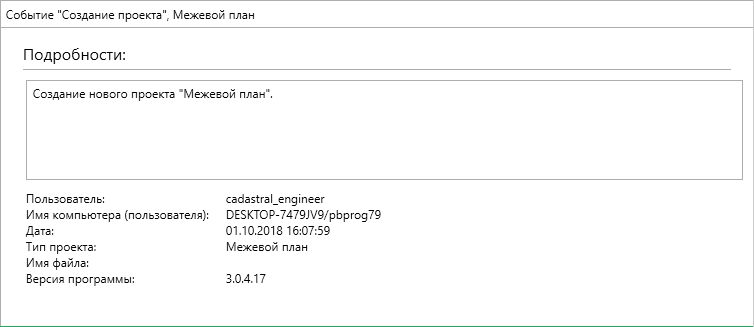 Событие "Создание проекта", Межевой план
Подробности:
Создание нового проекта "Межевой план".
Пользователь: cadastral_engineer
Имя компьютера (пользователя): DESKTOP-7479JV9/pbprog79
Дата: 01.10.2018 16:07:59
Тип проекта: Межевой план
Имя файла:
Версия программы: 3.0.4.17